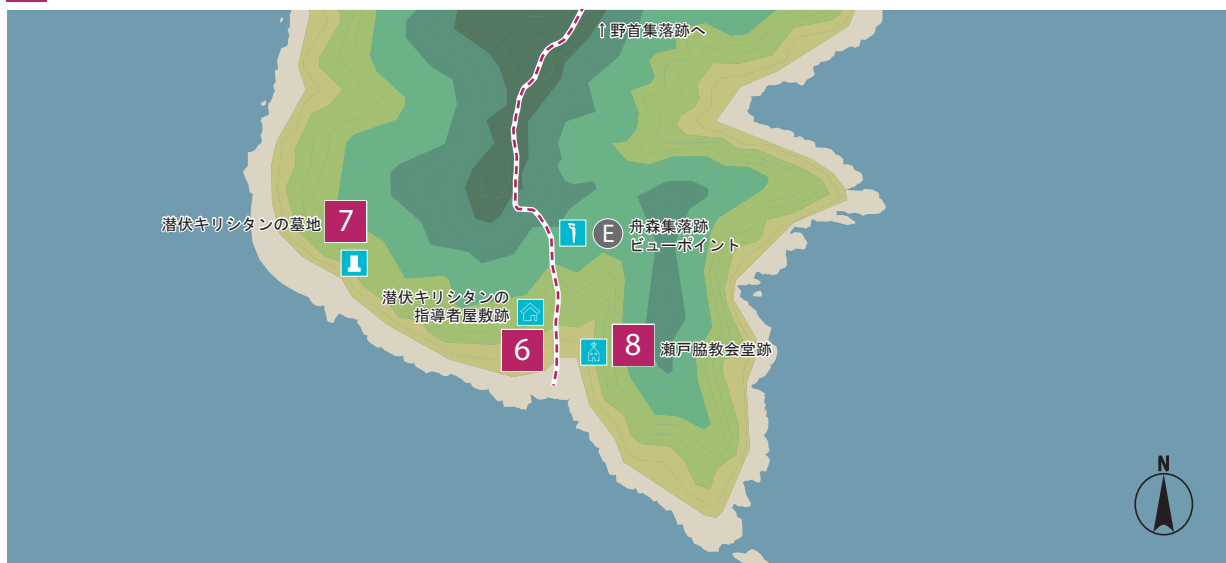 ↑野首集落跡へ
潜伏キリシタンの墓地
7
E
舟森集落跡
ビューポイント
潜伏キリシタンの
指導者屋敷跡
6
8
瀬戸脇教会堂跡
N